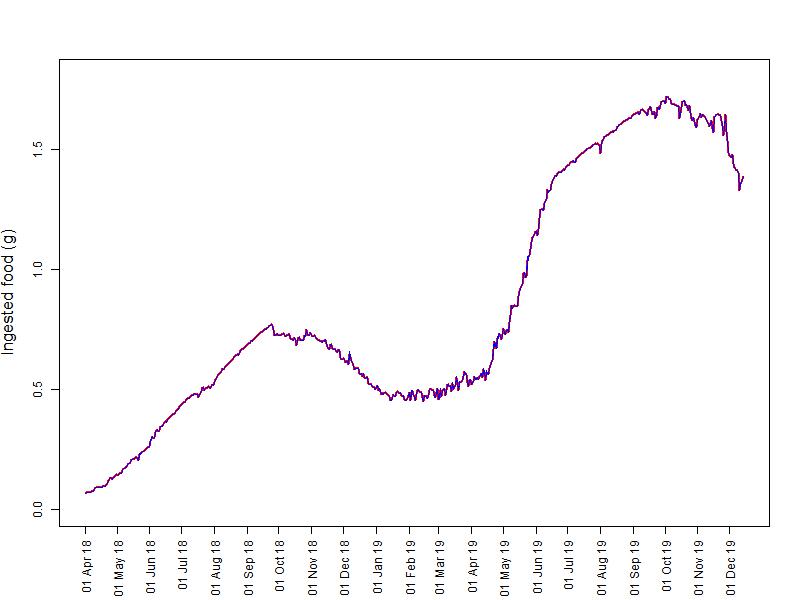 Ingested food (g)
1.5
1.0
0.5
0.0
01 Apr 18
01 May 18
01 Jun 18
01 Jul 18
01 Aug 18
01 Sep 18
01 Oct 18
01 Nov 18
01 Dec 18
01 Jan 19
01 Feb 19
01 Mar 19
01 Apr 19
01 May 19
01 Jun 19
01 Jul 19
01 Aug 19
01 Sep 19
01 Oct 19
01 Nov 19
01 Dec 19